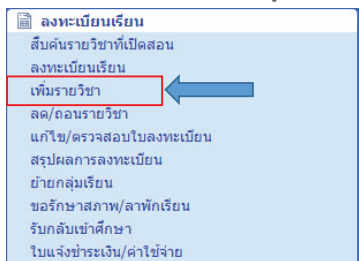 ลงทะเบียนเรียน
สืบค้นรายวิชาที่เปิดสอน
ลงทะเบียนเรียน
เพิ่มรายวิชา
ลด/ถอนรายวิชา
แก้ไข/ตรวจสอบใบลงทะเบียน
สรุปผลการลงทะเบียน
ย้ายกลุ่มเรียน
ขอรักษาสภาพ/ลาพักเรียน
รับกลับเข้าศึกษา
ใบแจ้งชำระเงิน/ค่าใช้จ่าย